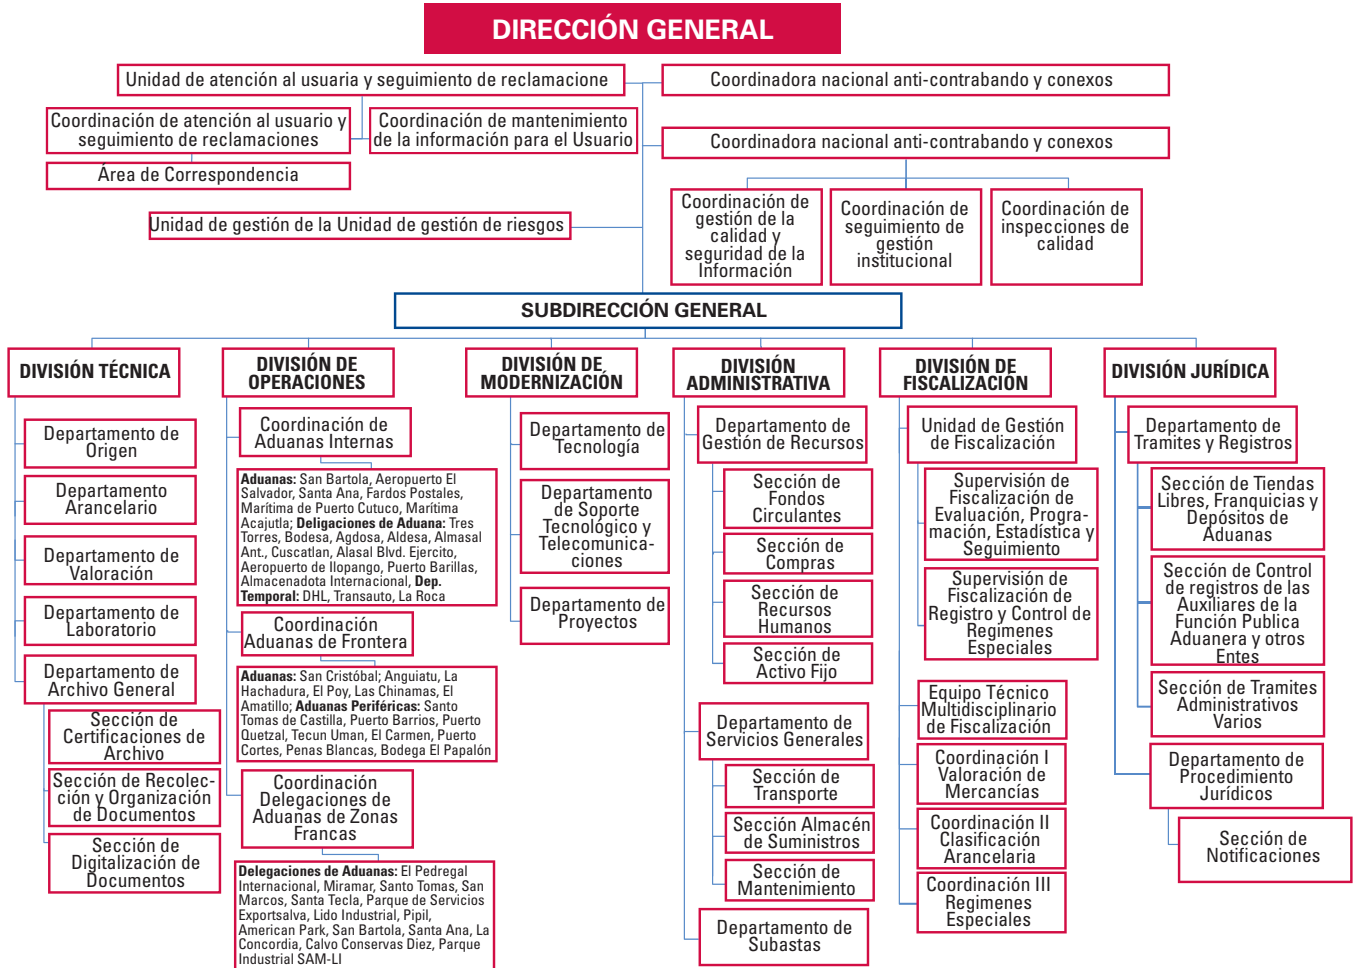 DIRECCIÓN GENERAL
Unidad de atención al usuaria y seguimiento de reclamacione
Coordinadora nacional anti-contrabando y conexos
Coordinación de atención al usuario y
seguimiento de reclamaciones
Coordinación de mantenimiento
de la información para el Usuario
Coordinadora nacional anti-contrabando y conexos
Área de Correspondencia
Unidad de gestión de la Unidad de gestión de riesgos
Coordinación de
gestión de la
calidad y
seguridad de la
Información
Coordinación de
seguimiento de
gestión
institucional
Coordinación de
inspecciones de
calidad
SUBDIRECCIÓN GENERAL
DIVISIÓN TÉCNICA
Departamento de
Origen
Departamento
Arancelario
Departamento de
Valoración
Departamento de
Laboratorio
Departamento de
Archivo General
Sección de
Certificaciones de
Archivo
Sección de Recolec-
ción y Organización
de Documentos
Sección de
Digitalización de
Documentos
DIVISIÓN DE
OPERACIONES
Coordinación de
Aduanas Internas
Aduanas: San Bartola, Aeropuerto El
Salvador, Santa Ana, Fardos Postales,
Marítima de Puerto Cutuco, Marítima
Acajutla; Deligaciones de Aduana: Tres
Torres, Bodesa, Agdosa, Aldesa, Almasal
Ant., Cuscatlan, Alasal Blvd. Ejercito,
Aeropuerto de Ilopango, Puerto Barillas,
Almacenadota Internacional, Dep.
Temporal: DHL, Transauto, La Roca
Coordinación
Aduanas de Frontera
Aduanas: San Cristóbal; Anguiatu, La
Hachadura, El Poy, Las Chinamas, El
Amatillo; Aduanas Periféricas: Santo
Tomas de Castilla, Puerto Barrios, Puerto
Quetzal, Tecun Uman, El Carmen, Puerto
Cortes, Penas Blancas, Bodega El Papalón
Coordinación
Delegaciones de
Aduanas de Zonas
Francas
Delegaciones de Aduanas: El Pedregal
Internacional, Miramar, Santo Tomas, San
Marcos, Santa Tecla, Parque de Servicios
Exportsalva, Lido Industrial, Pipil,
American Park, San Bartola, Santa Ana, La
Concordia, Calvo Conservas Diez, Parque
Industrial SAM-LI
DIVISIÓN DE
MODERNIZACIÓN
Departamento de
Tecnología
Departamento
de Soporte
Tecnológico y
Telecomunica-
ciones
Departamento de
Proyectos
DIVISIÓN
ADMINISTRATIVA
Departamento de
Gestión de Recursos
Sección de
Fondos
Circulantes
Sección de
Compras
Sección de
Recursos
Humanos
Sección de
Activo Fijo
Departamento de
Servicios Generales
Sección de
Transporte
Sección Almacén
de Suministros
Sección de
Mantenimiento
Departamento de
Subastas
DIVISIÓN DE
FISCALIZACIÓN
Unidad de Gestión
de Fiscalización
Supervisión de
Fiscalización de
Evaluación, Progra-
mación, Estadística y
Seguimiento
Supervisión de
Fiscalización de
Registro y Control de
Regimenes
Especiales
Equipo Técnico
Multidisciplinario
de Fiscalización
Coordinación I
Valoración de
Mercancías
Coordinación II
Clasificación
Arancelaria
Coordinación III
Regimenes
Especiales
DIVISIÓN JURÍDICA
Departamento de
Tramites y Registros
Sección de Tiendas
Libres, Franquicias y
Depósitos de
Aduanas
Sección de Control
de registros de las
Auxiliares de la
Función Publica
Aduanera y otros
Entes
Sección de Tramites
Administrativos
Varios
Departamento de
Procedimiento
Jurídicos
Sección de
Notificaciones